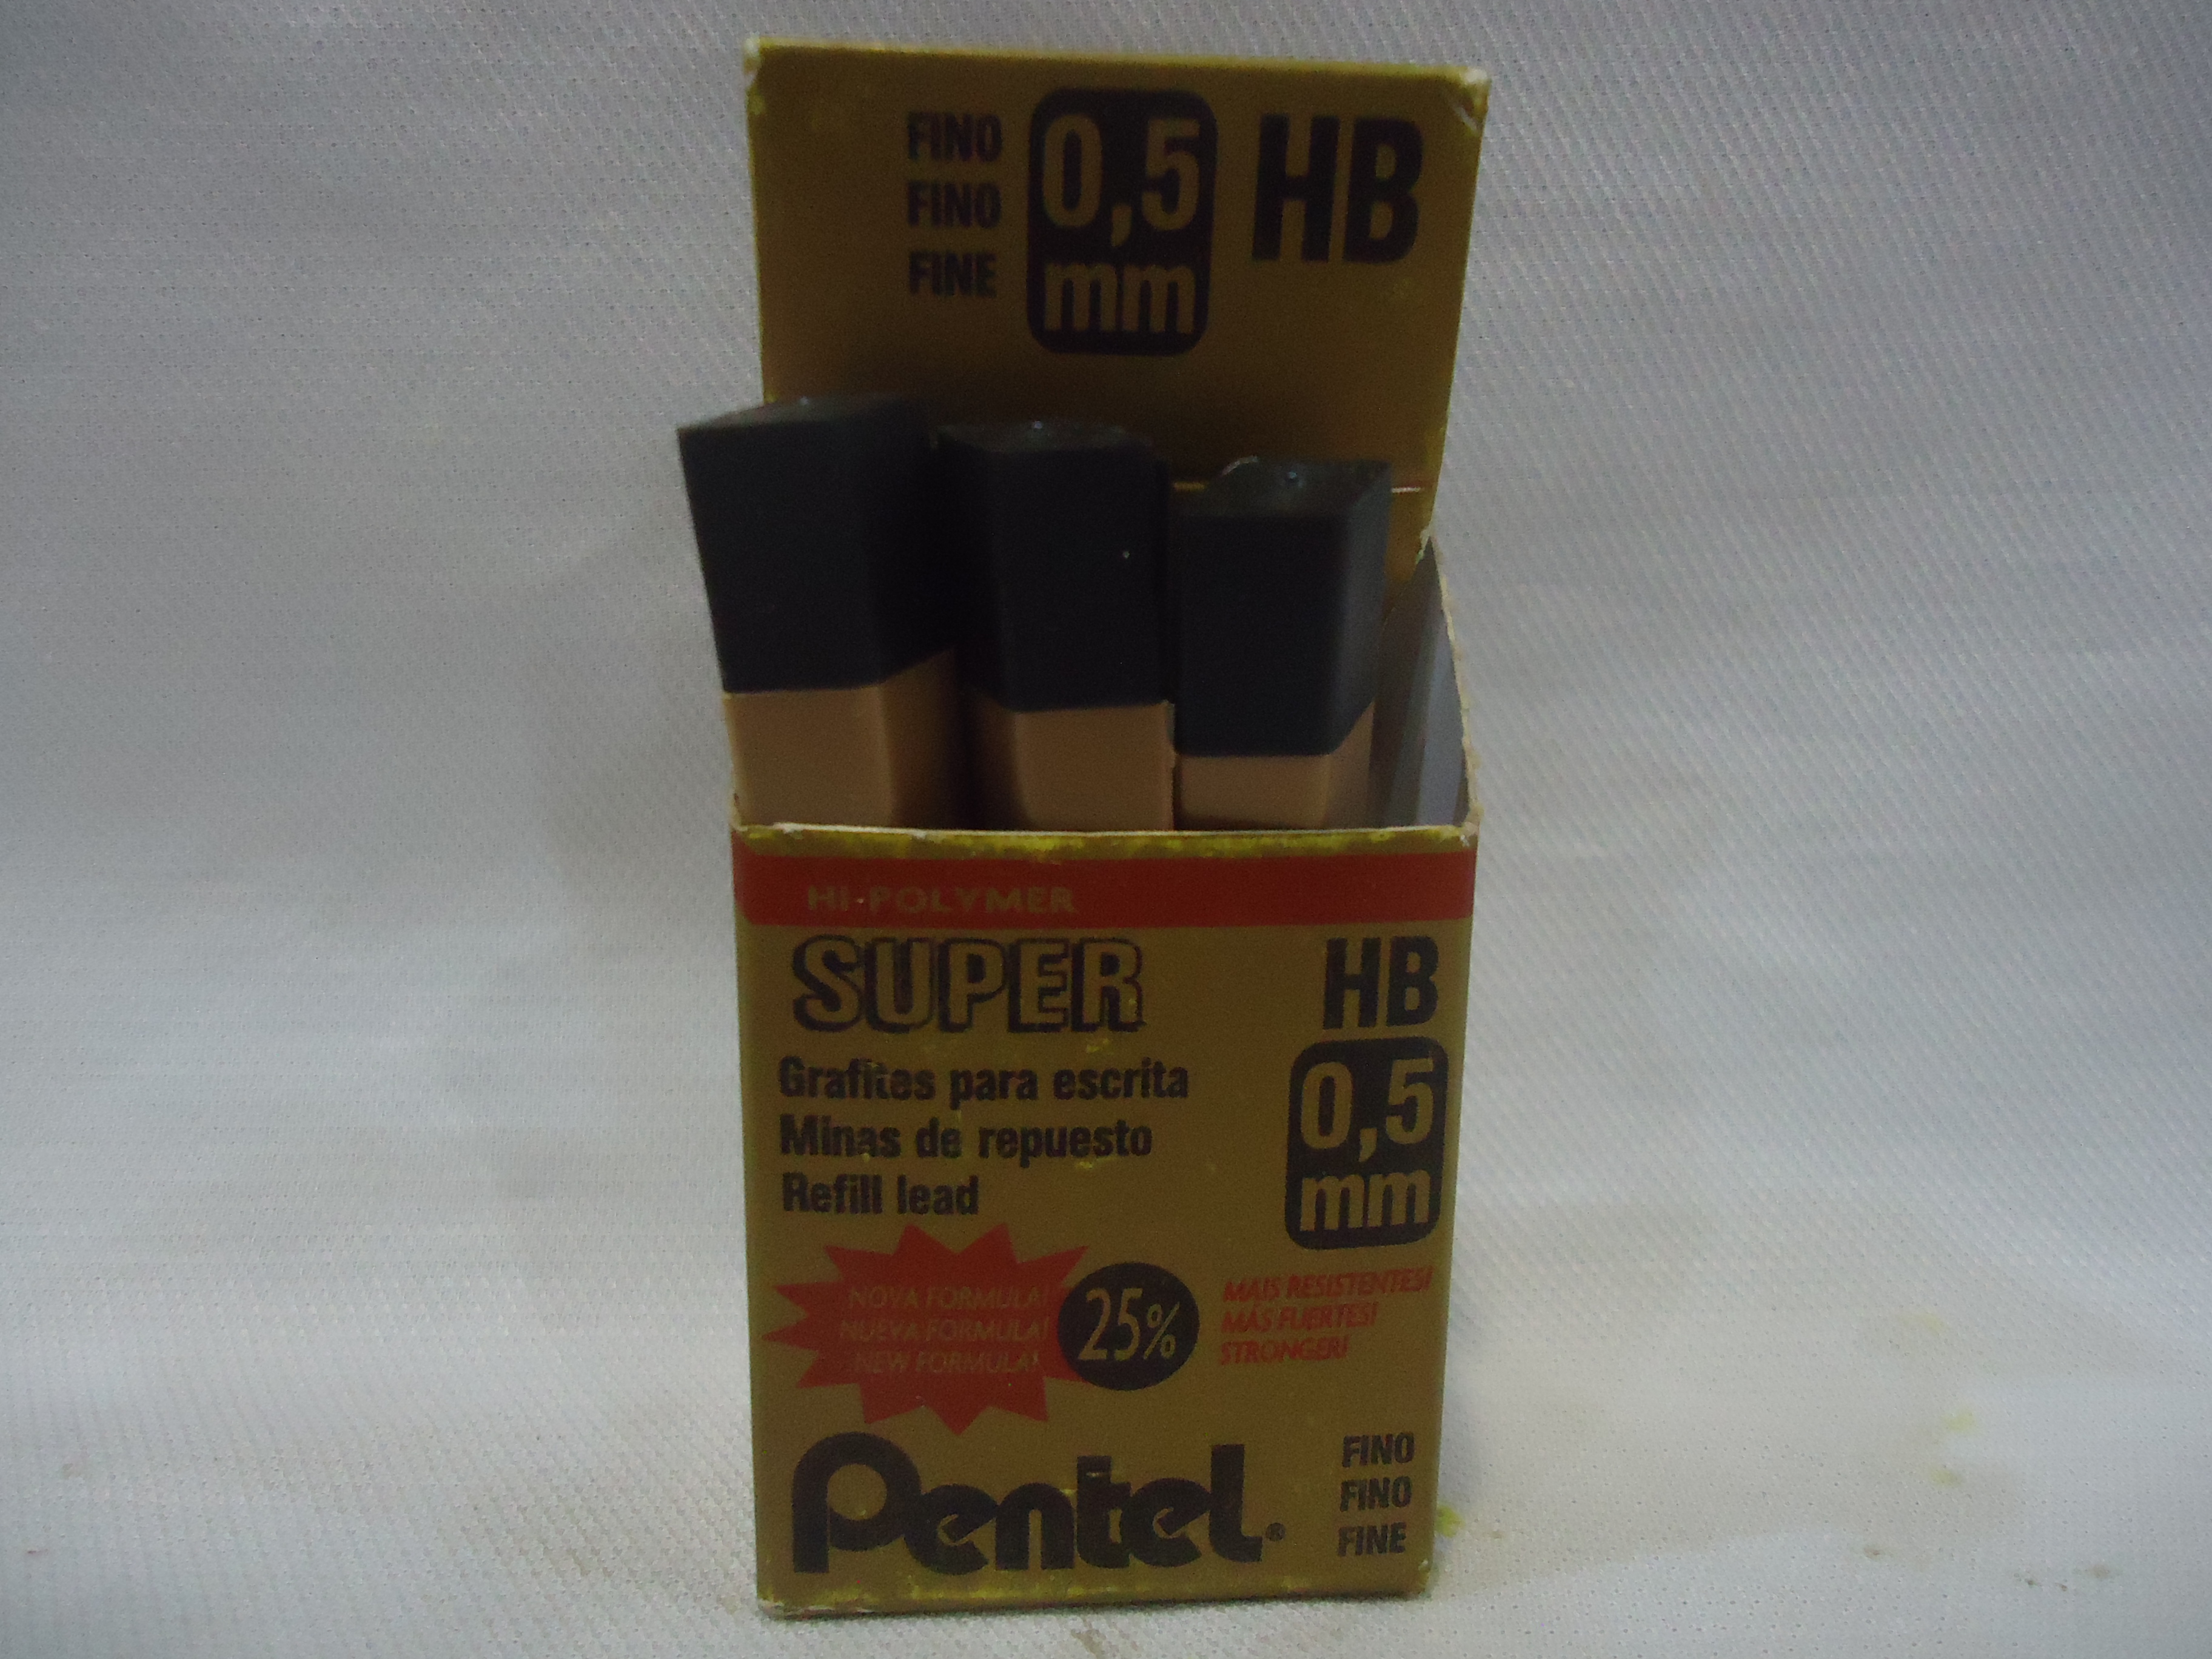 FINO
FINO
FINE
0,5
mm
HB
HI-POLYMER
SUPER
HB
Grafites para escrita
Minas de repuesto
Refill lead
0,5
mm
NOVA FORMULA!
NUEVA FORMULA!
NEW FORMULA!
25%
MAIS RESISTENTES!
MÁS FUERTES!
STRONGER!
Pentel®
FINO
FINO
FINE